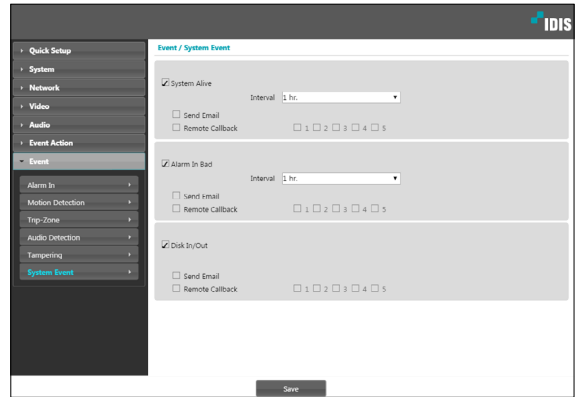 IDIS
Quick Setup
System
Network
Video
Audio
Event Action
Event
Alarm In
Motion Detection
Trip-Zone
Audio Detection
Tampering
System Event
Event / System Event
System Alive
Interval 1 hr.
Send Email
Remote Callback 1 2 3 4 5
Alarm In Bad
Interval 1 hr.
Send Email
Remote Callback 1 2 3 4 5
Disk In/Out
Send Email
Remote Callback 1 2 3 4 5
Save